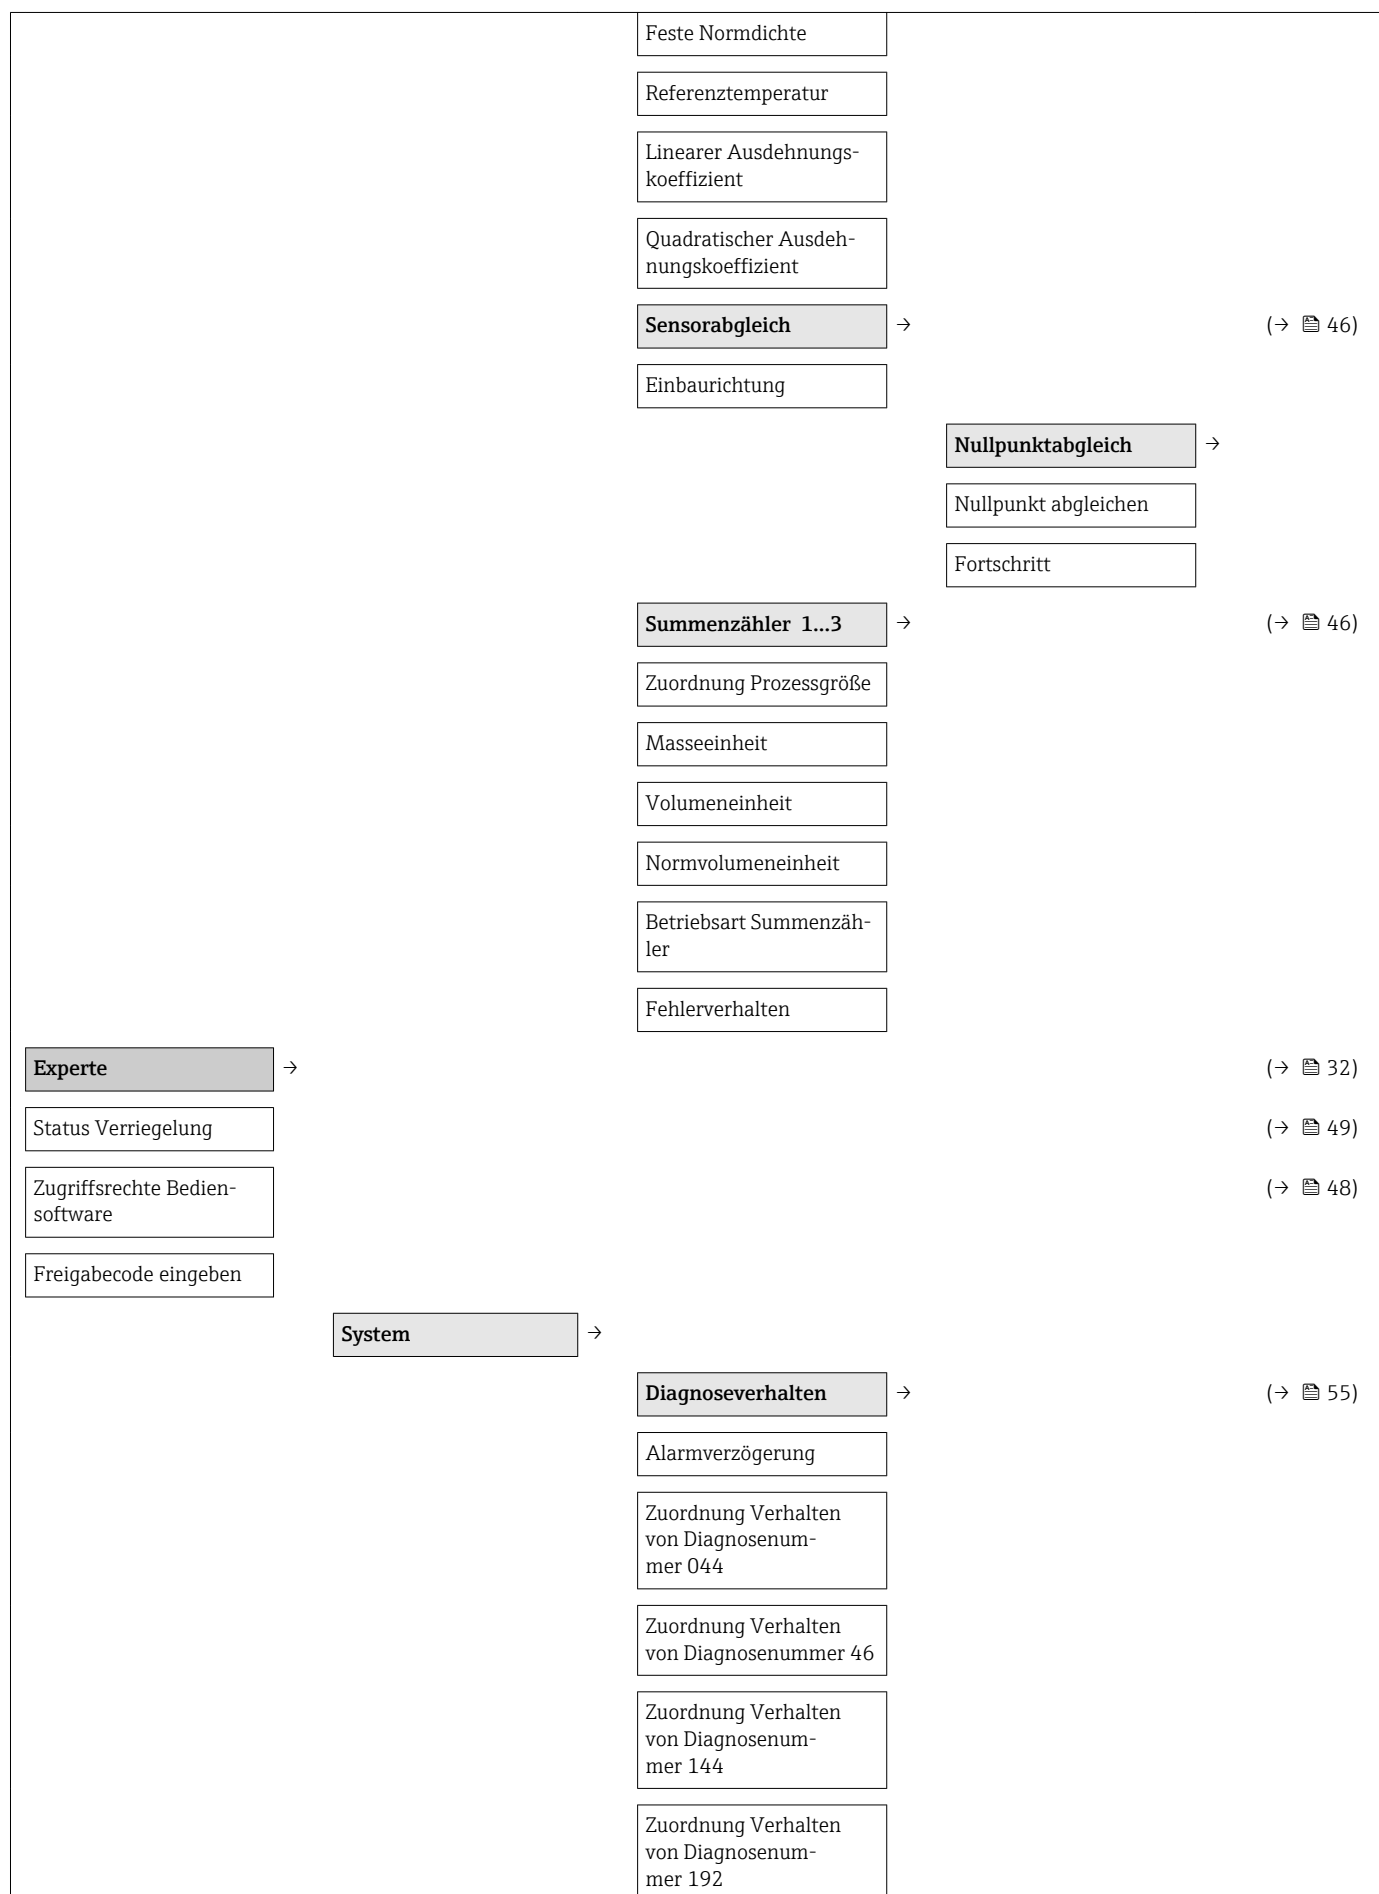 Feste Normdichte
Referenztemperatur
Linearer Ausdehnungs-
koeffizient
Quadratischer Ausdeh-
nungskoeffizient
Sensorabgleich → (→ 46)
Einbaurichtung
Nullpunktabgleich →
Nullpunkt abgleichen
Fortschritt
Summenzähler 1...3 → (→ 46)
Zuordnung Prozessgröße
Masseeinheit
Volumeneinheit
Normvolumeneinheit
Betriebsart Summenzäh-
ler
Fehlerverhalten
Experte → (→ 32)
Status Verriegelung (→ 49)
Zugriffsrechte Bedien- (→ 48)
software
Freigabecode eingeben
System →
Diagnoseverhalten → (→ 55)
Alarmverzögerung
Zuordnung Verhalten
von Diagnosenum-
mer 044
Zuordnung Verhalten
von Diagnosenummer 46
Zuordnung Verhalten
von Diagnosenum-
mer 144
Zuordnung Verhalten
von Diagnosenum-
mer 192